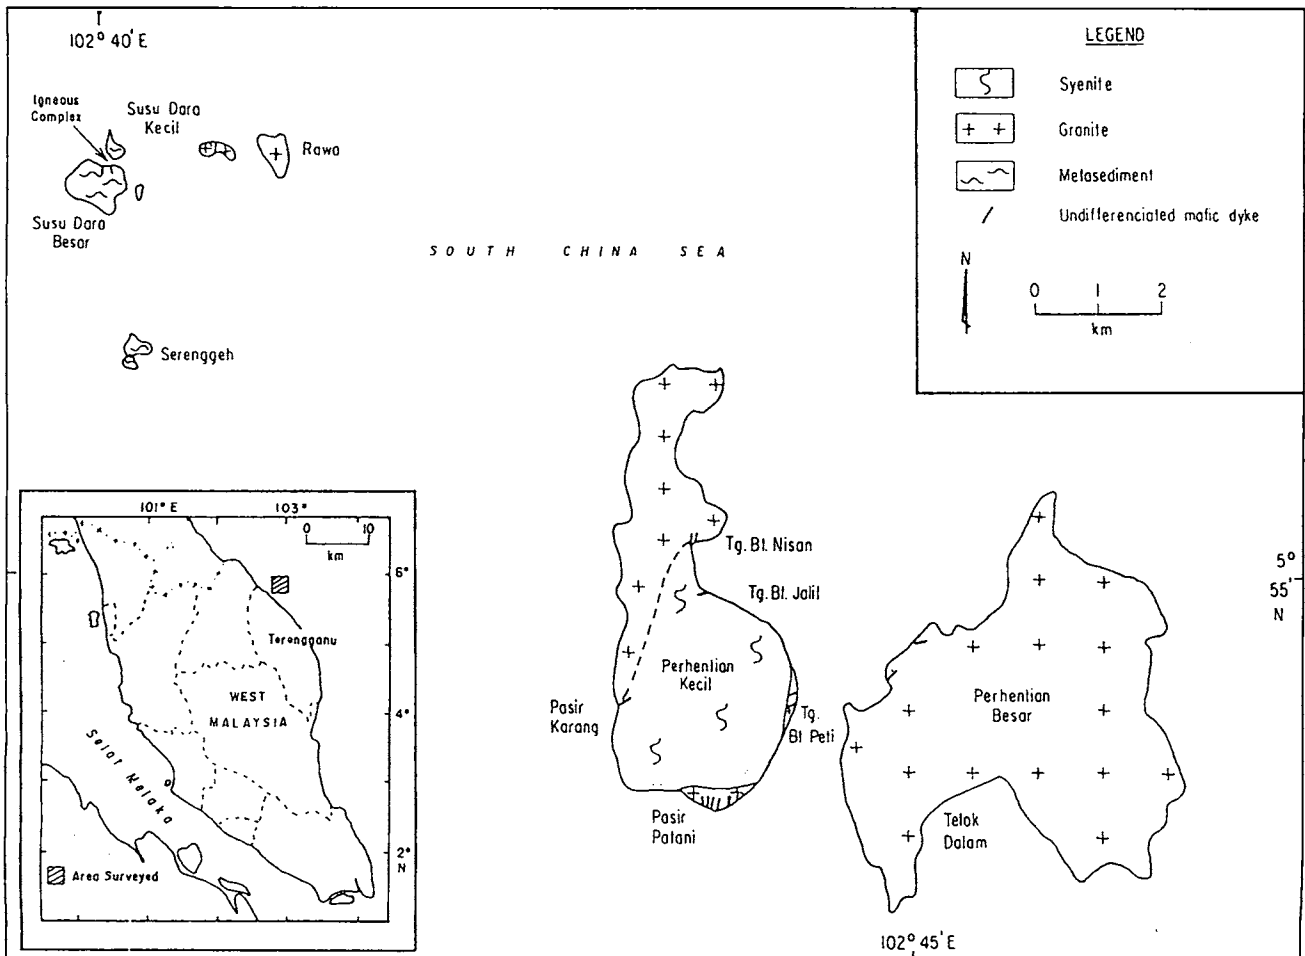 102° 40' E
Igneous
Complex
Susu Dara
Kecil
Rawa
Susu Dara
Besar
Serenggeh
SOUTH CHINA SEA
LEGEND
Syenite
Granite
Metasediment
Undifferenciated mafic dyke
N
0 1 2
km
101° E 103°
0 10
km
6°
Terengganu
WEST
MALAYSIA
4°
Selat Melaka
2°
N
Area Surveyed
Tg. Bt. Nisan
Tg. Bt. Jalil
Perhentian
Kecil
Pasir
Karang
Tg.
Bt Peti
Pasir
Patani
Perhentian
Besar
Telok
Dalam
5°
55'
N
102° 45' E